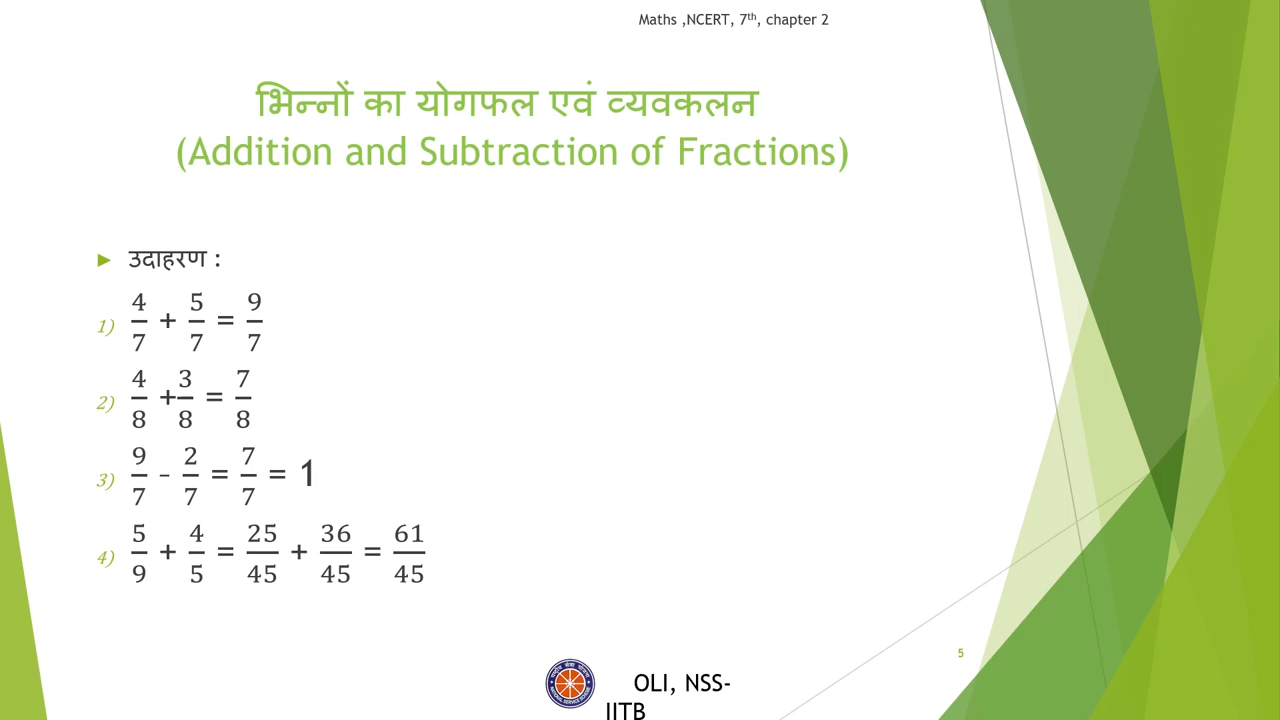 Maths ,NCERT, 7th, chapter 2
भिन्नों का योगफल एवं व्यवकलन
(Addition and Subtraction of Fractions)
► उदाहरण :
1) 4/7 + 5/7 = 9/7
2) 4/8 +3/8 = 7/8
3) 9/7 - 2/7 = 7/7 = 1
4) 5/9 + 4/5 = 25/45 + 36/45 = 61/45
5
OLI, NSS-
IITB